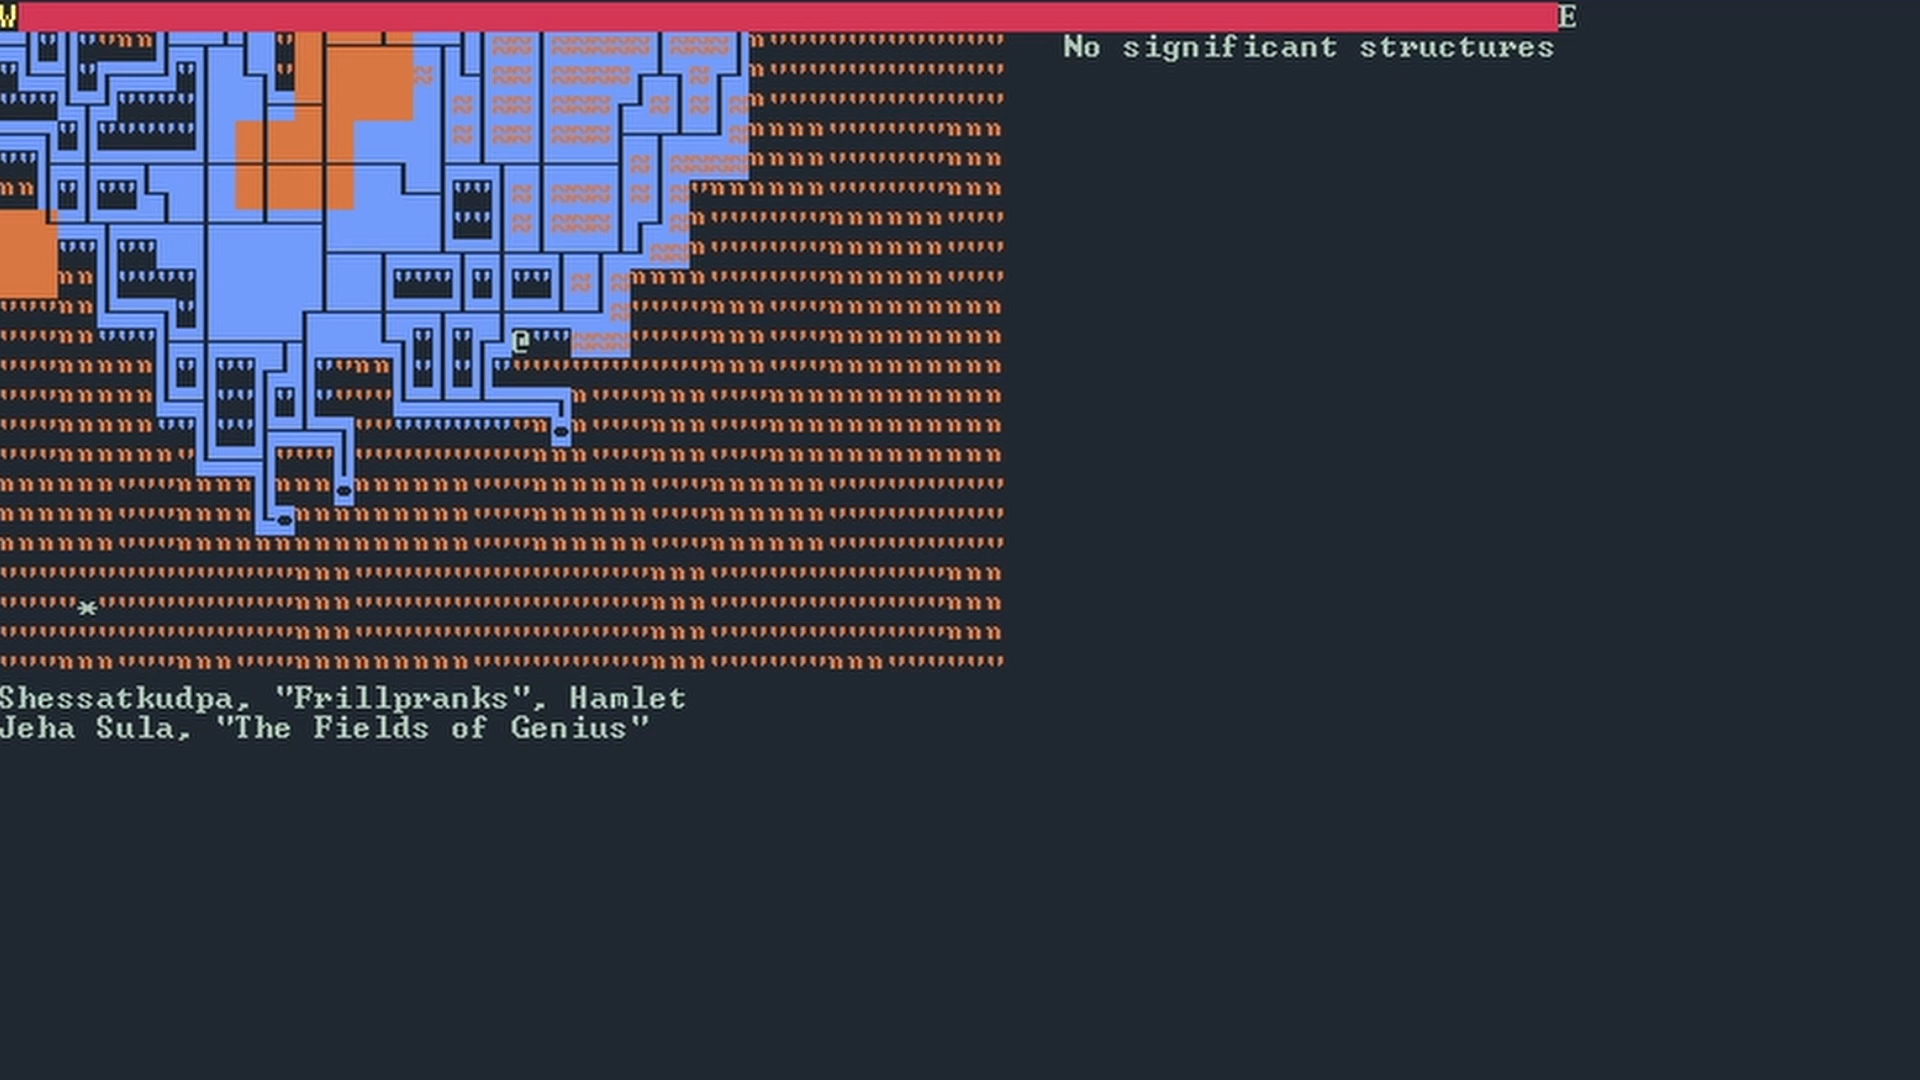 W E
No significant structures
Shessatkudpa, "Frillpranks", Hamlet
Jeha Sula, "The Fields of Genius"